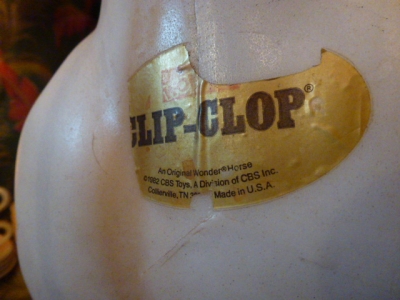 CLIP-CLOP®
An Original Wonder® Horse
©1982 CBS Toys, A Division of CBS Inc.
Collierville, TN Made in U.S.A.